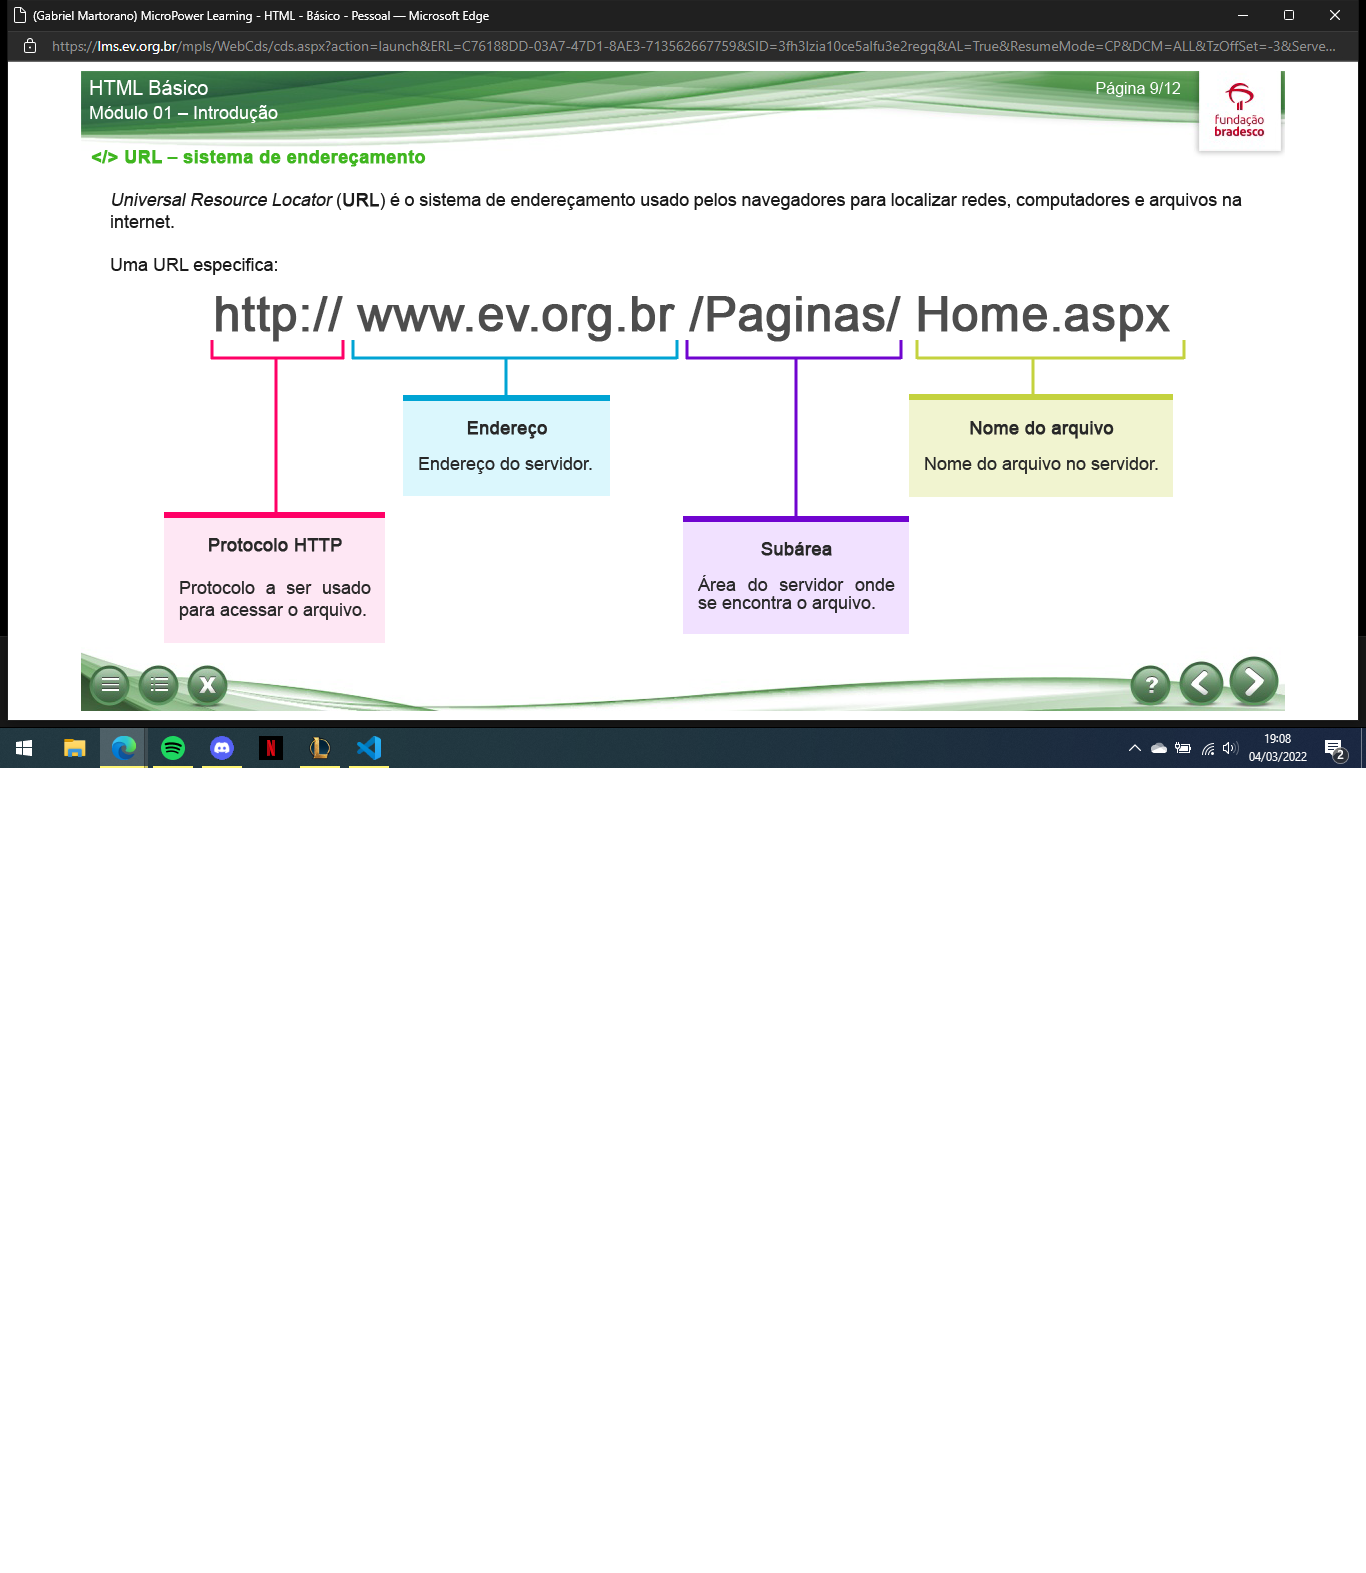 (Gabriel Martorano) MicroPower Learning - HTML - Básico - Pessoal — Microsoft Edge
https://lms.ev.org.br/mpls/WebCds/cds.aspx?action=launch&ERL=C76188DD-03A7-47D1-8AE3-713562667759&SID=3fh3lzia10ce5alfu3e2regq&AL=True&ResumeMode=CP&DCM=ALL&TzOffSet=-3&Serve...
HTML Básico
Página 9/12
Módulo 01 – Introdução
fundação
bradesco
</> URL – sistema de endereçamento
Universal Resource Locator (URL) é o sistema de endereçamento usado pelos navegadores para localizar redes, computadores e arquivos na
internet.
Uma URL especifica:
http:// www.ev.org.br /Paginas/ Home.aspx
Endereço
Endereço do servidor.
Nome do arquivo
Nome do arquivo no servidor.
Protocolo HTTP
Protocolo a ser usado
para acessar o arquivo.
Subárea
Área do servidor onde
se encontra o arquivo.
X
?
N
19:08
04/03/2022
2